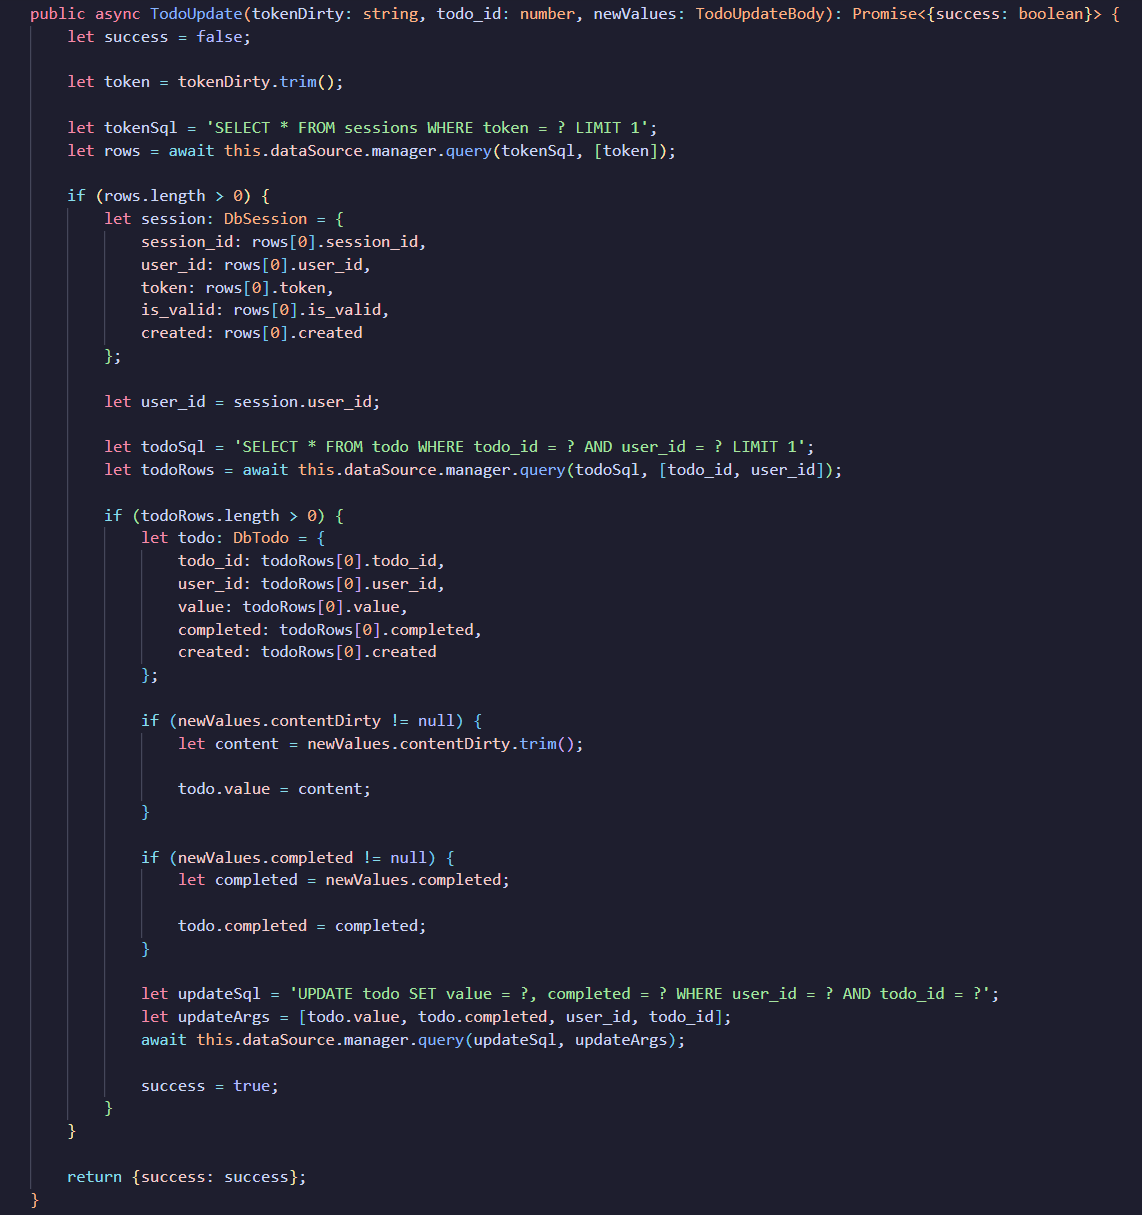 public async TodoUpdate(tokenDirty: string, todo_id: number, newValues: TodoUpdateBody): Promise<{success: boolean}> {
    let success = false;

    let token = tokenDirty.trim();

    let tokenSql = 'SELECT * FROM sessions WHERE token = ? LIMIT 1';
    let rows = await this.dataSource.manager.query(tokenSql, [token]);

    if (rows.length > 0) {
        let session: DbSession = {
            session_id: rows[0].session_id,
            user_id: rows[0].user_id,
            token: rows[0].token,
            is_valid: rows[0].is_valid,
            created: rows[0].created
        };

        let user_id = session.user_id;

        let todoSql = 'SELECT * FROM todo WHERE todo_id = ? AND user_id = ? LIMIT 1';
        let todoRows = await this.dataSource.manager.query(todoSql, [todo_id, user_id]);

        if (todoRows.length > 0) {
            let todo: DbTodo = {
                todo_id: todoRows[0].todo_id,
                user_id: todoRows[0].user_id,
                value: todoRows[0].value,
                completed: todoRows[0].completed,
                created: todoRows[0].created
            };

            if (newValues.contentDirty != null) {
                let content = newValues.contentDirty.trim();

                todo.value = content;
            }

            if (newValues.completed != null) {
                let completed = newValues.completed;

                todo.completed = completed;
            }

            let updateSql = 'UPDATE todo SET value = ?, completed = ? WHERE user_id = ? AND todo_id = ?';
            let updateArgs = [todo.value, todo.completed, user_id, todo_id];
            await this.dataSource.manager.query(updateSql, updateArgs);

            success = true;
        }
    }

    return {success: success};
}